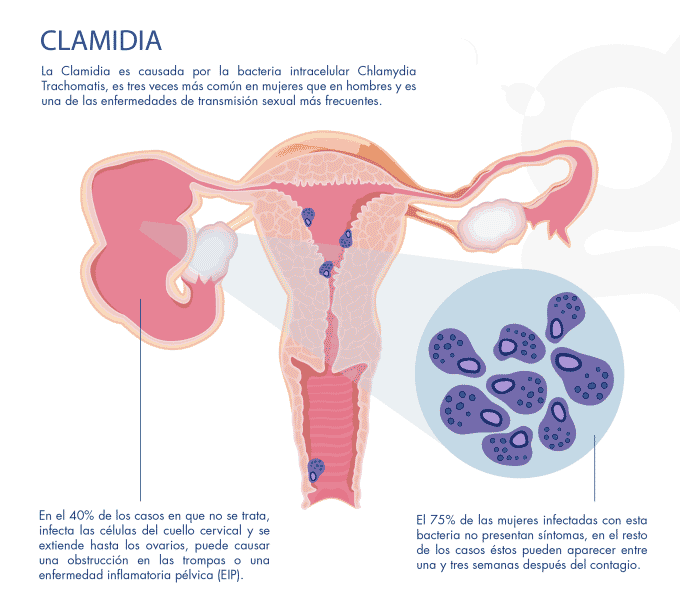 CLAMIDIA
La Clamidia es causada por la bacteria intracelular Chlamydia
Trachomatis, es tres veces más común en mujeres que en hombres y es
una de las enfermedades de transmisión sexual más frecuentes.
En el 40% de los casos en que no se trata,
infecta las células del cuello cervical y se
extiende hasta los ovarios, puede causar
una obstrucción en las trompas o una
enfermedad inflamatoria pélvica (EIP).
El 75% de las mujeres infectadas con esta
bacteria no presentan síntomas, en el resto
de los casos éstos pueden aparecer entre
una y tres semanas después del contagio.